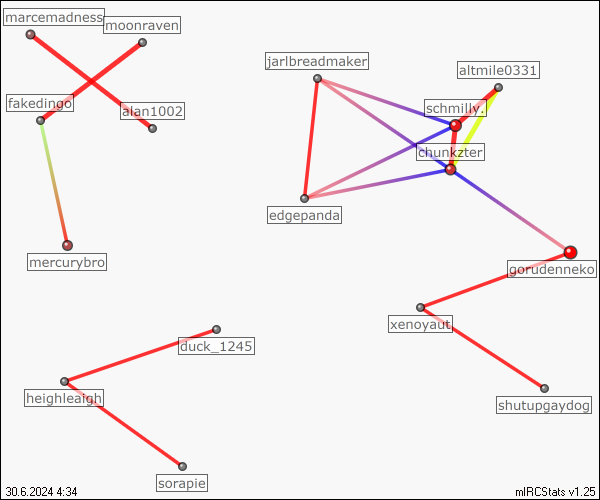 marcemadness
moonraven
jarlbreadmaker
altmile0331
fakedingo
alan1002
schmilly.
chunkzter
edgepanda
mercurybro
gorudenneko
xenoyaut
duck_1245
heighleaigh
shutupgaydog
sorapie
30.6.2024 4:34
mIRCStats v1.25